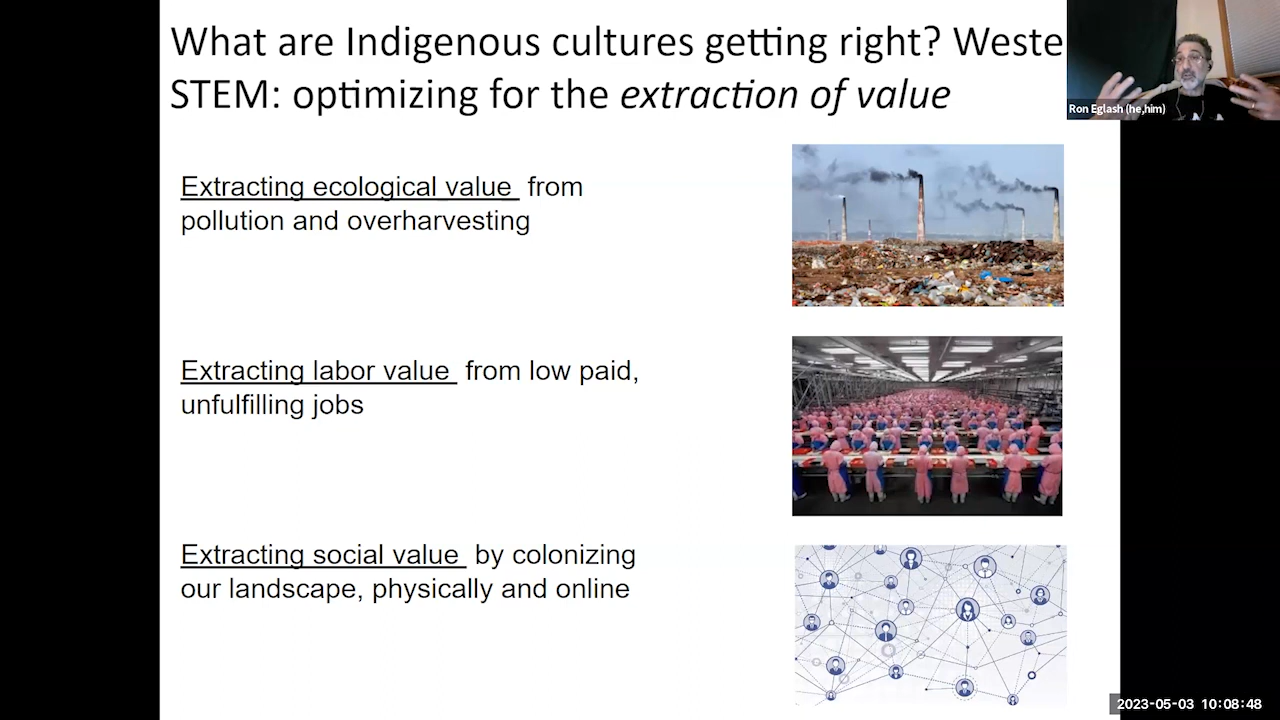 What are Indigenous cultures getting right? Weste
STEM: optimizing for the extraction of value
Ron Eglash (he,him)
Extracting ecological value from
pollution and overharvesting
Extracting labor value from low paid,
unfulfilling jobs
Extracting social value by colonizing
our landscape, physically and online
2023-05-03 10:08:48